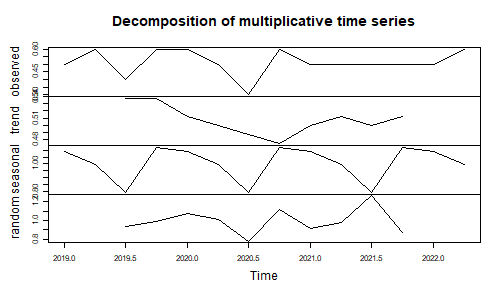 Decomposition of multiplicative time series
observed
0.45 0.60
trend
0.48 0.51
seasonal
0.80 1.00
random
0.8 1.0 1.2
2019.0 2019.5 2020.0 2020.5 2021.0 2021.5 2022.0
Time